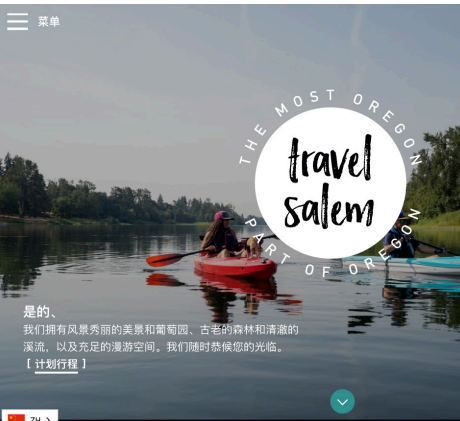 菜单
THE MOST OREGON
travel
salem
PART OF OREGON
是的、
我们拥有风景秀丽的美景和葡萄园、古老的森林和清澈的
溪流，以及充足的漫游空间。我们随时恭候您的光临。
【 计划行程 】
ZH